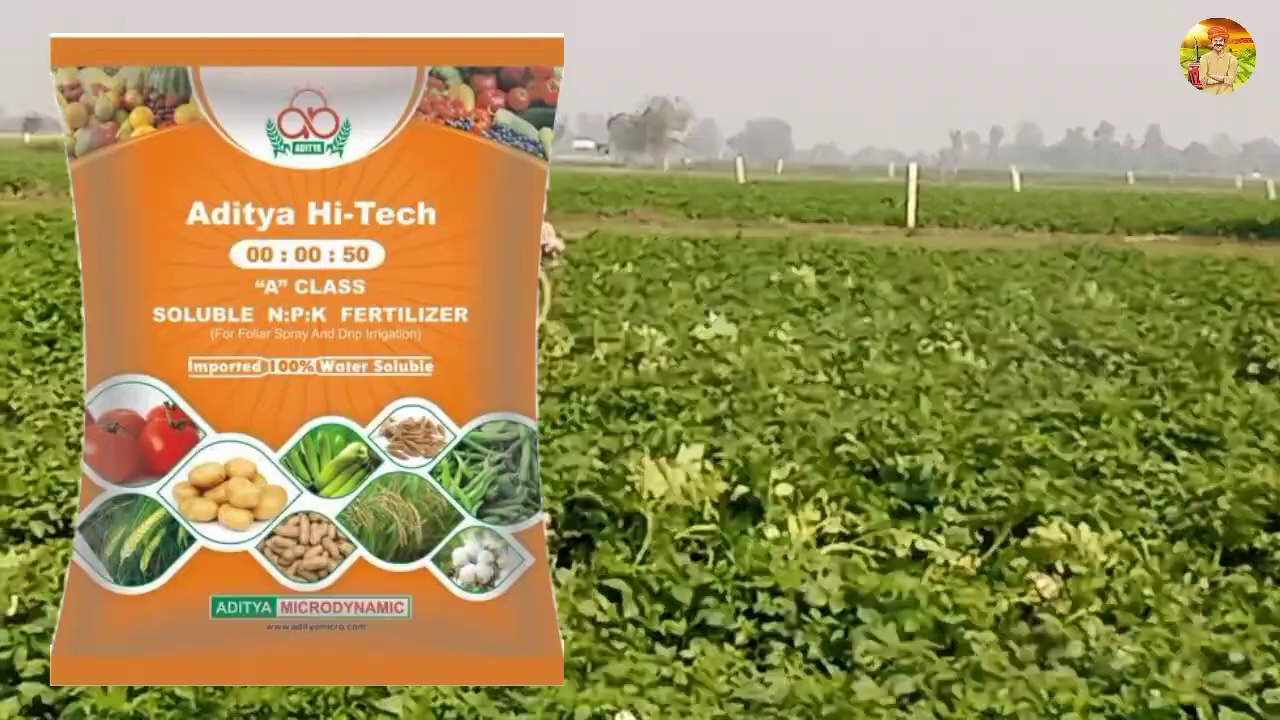 ADITYA
Aditya Hi-Tech
00 : 00 : 50
“A” CLASS
SOLUBLE N:P:K FERTILIZER
(For Foliar Spray And Drip Irrigation)
Imported 100% Water Soluble
ADITYA MICRODYNAMIC
www.adityamicro.com